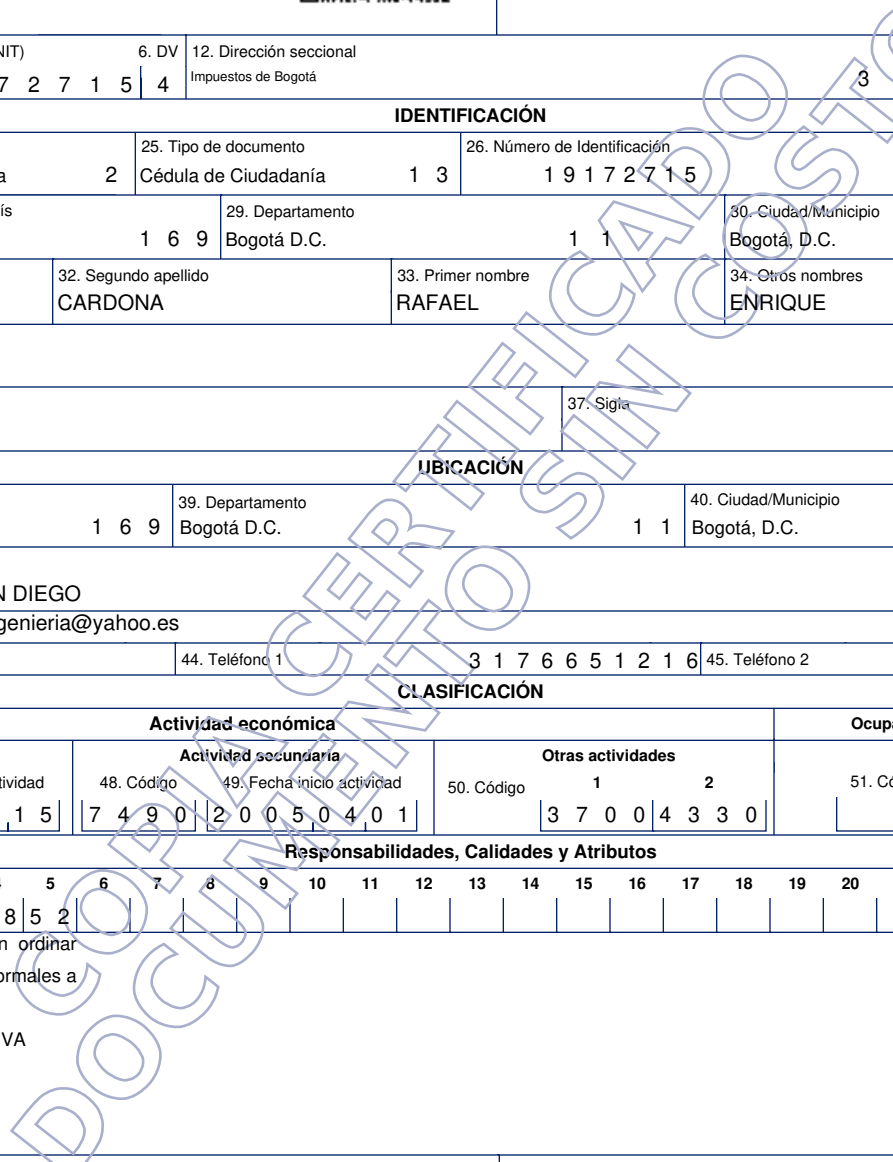 NIT) 6. DV 12. Dirección seccional
7 2 7 1 5 4 Impuestos de Bogotá 3
IDENTIFICACIÓN
25. Tipo de documento 26. Número de Identificación
a 2 Cédula de Ciudadanía 1 3 1 9 1 7 2 7 1 5
ís 29. Departamento 30. Ciudad/Municipio
1 6 9 Bogotá D.C. 1 1 Bogotá, D.C.
32. Segundo apellido 33. Primer nombre 34. Otros nombres
CARDONA RAFAEL ENRIQUE
37. Sigla
UBICACIÓN
39. Departamento 40. Ciudad/Municipio
1 6 9 Bogotá D.C. 1 1 Bogotá, D.C.
N DIEGO
genieria@yahoo.es
44. Teléfono 1 3 1 7 6 6 5 1 2 1 6 45. Teléfono 2
CLASIFICACIÓN
Actividad económica Ocupa
Actividad secundaria Otras actividades
tividad 48. Código 49. Fecha inicio actividad 50. Código 1 2 51. Có
1 5 7 4 9 0 2 0 0 5 0 4 0 1 3 7 0 0 4 3 3 0
Responsabilidades, Calidades y Atributos
5 6 7 8 9 10 11 12 13 14 15 16 17 18 19 20
8 5 2
n ordinar
ormales a
VA
COPIA CERTIFICADO
DOCUMENTO SIN COSTO